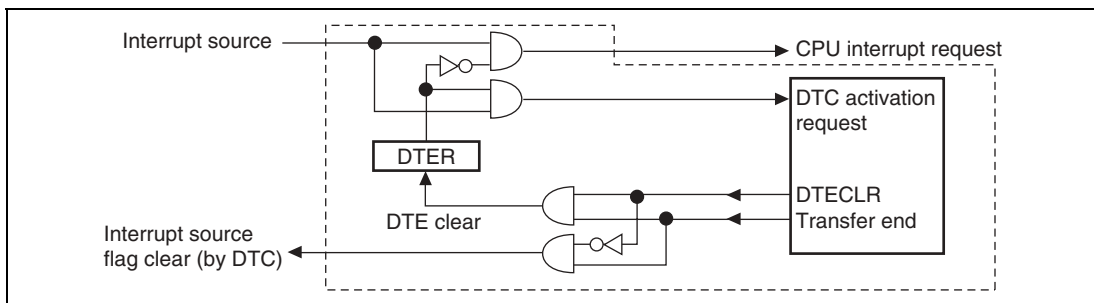 Interrupt source
CPU interrupt request
DTC activation
request
DTER
DTECLR
DTE clear
Transfer end
Interrupt source
flag clear (by DTC)